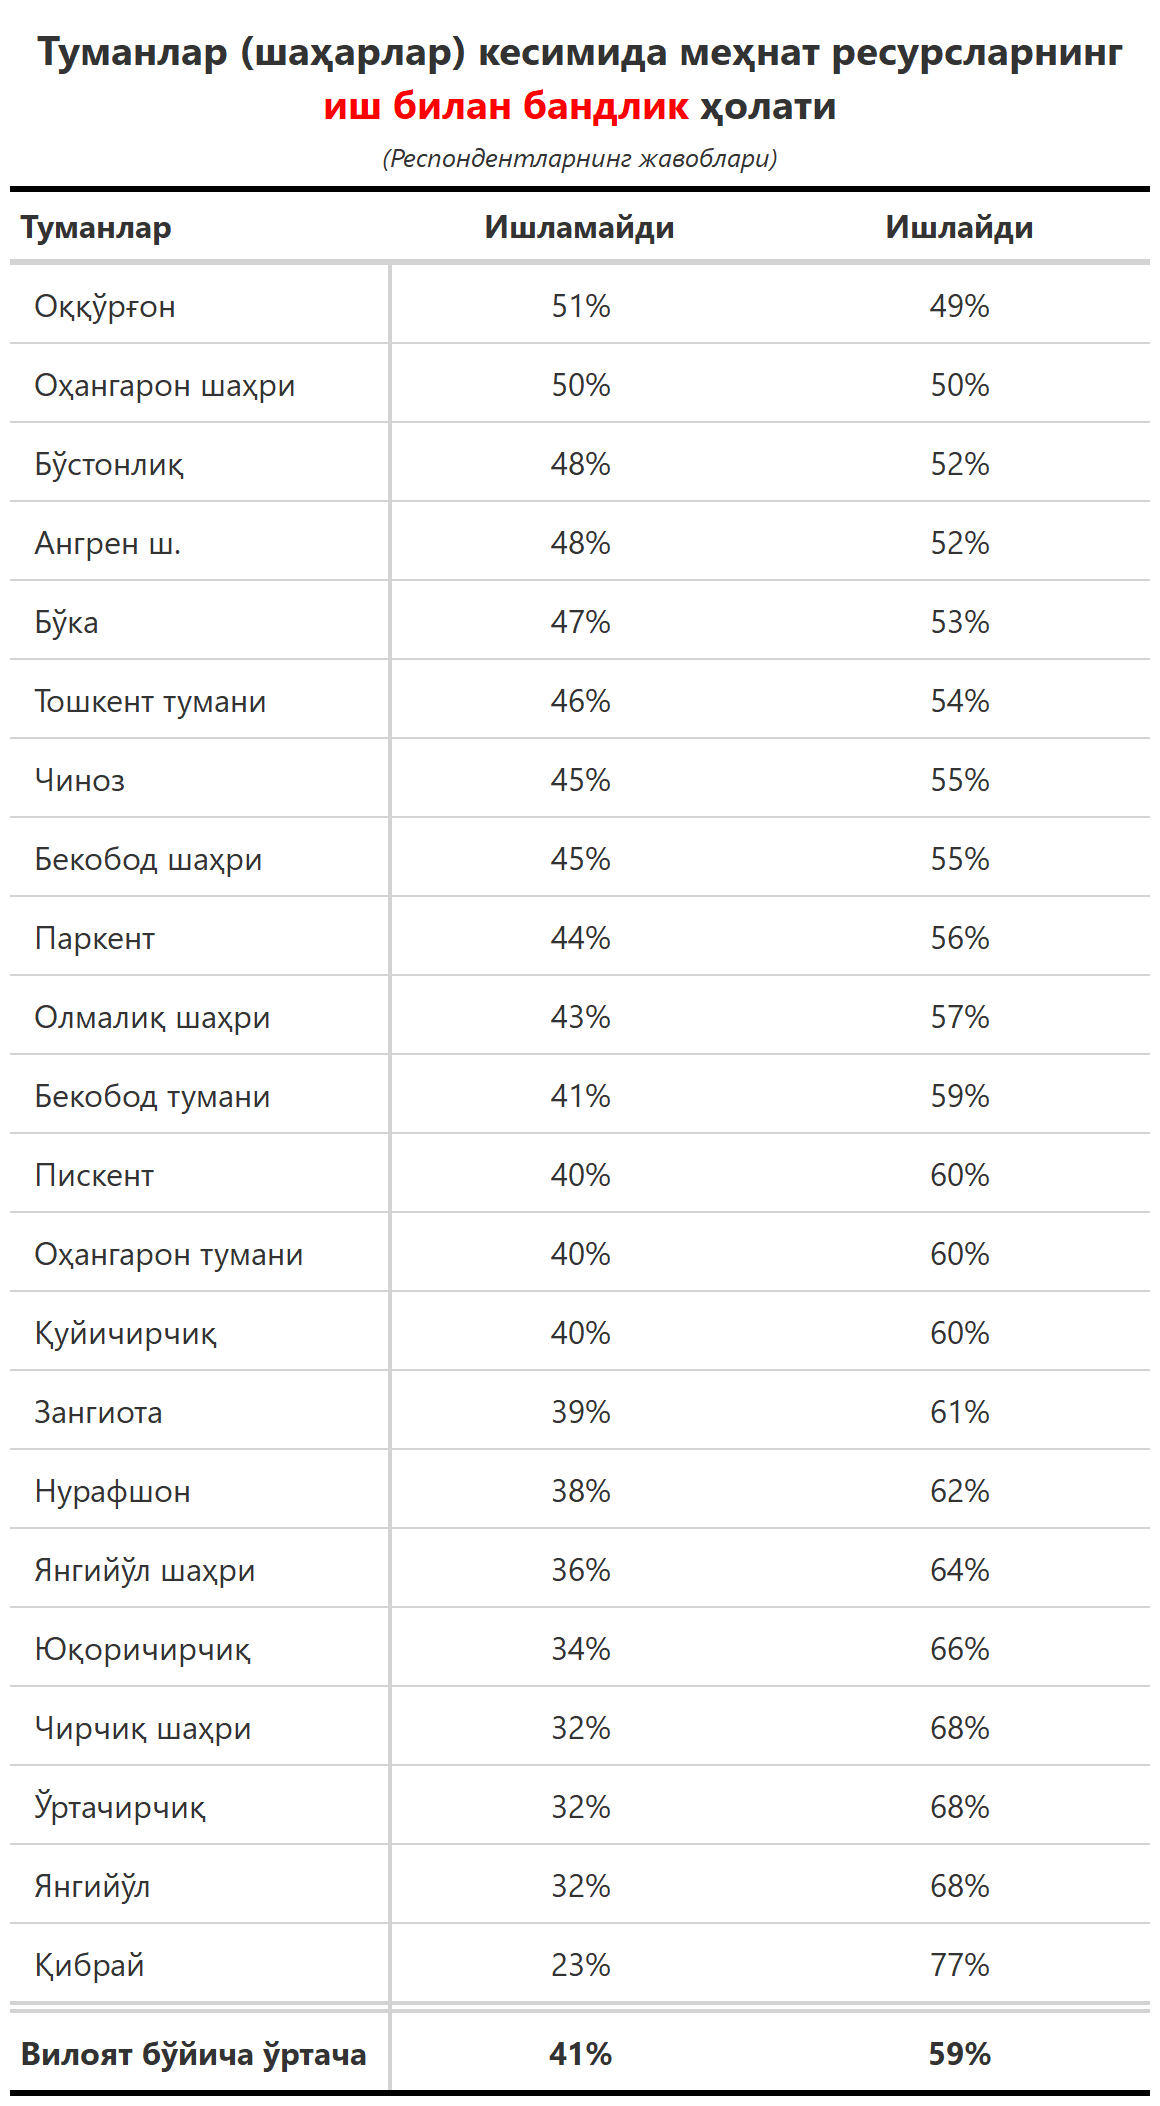 Туманлар (шаҳарлар) кесимида меҳнат ресурсларнинг
иш билан бандлик ҳолати
(Респондентларнинг жавоблари)
Туманлар Ишламайди Ишлайди
Оққўрғон 51% 49%
Оҳангарон шаҳри 50% 50%
Бўстонлиқ 48% 52%
Ангрен ш. 48% 52%
Бўка 47% 53%
Тошкент тумани 46% 54%
Чиноз 45% 55%
Бекобод шаҳри 45% 55%
Паркент 44% 56%
Олмалиқ шаҳри 43% 57%
Бекобод тумани 41% 59%
Пискент 40% 60%
Оҳангарон тумани 40% 60%
Қуйичирчиқ 40% 60%
Зангиота 39% 61%
Нурафшон 38% 62%
Янгийўл шаҳри 36% 64%
Юқоричирчиқ 34% 66%
Чирчиқ шаҳри 32% 68%
Ўртачирчиқ 32% 68%
Янгийўл 32% 68%
Қибрай 23% 77%
Вилоят бўйича ўртача 41% 59%